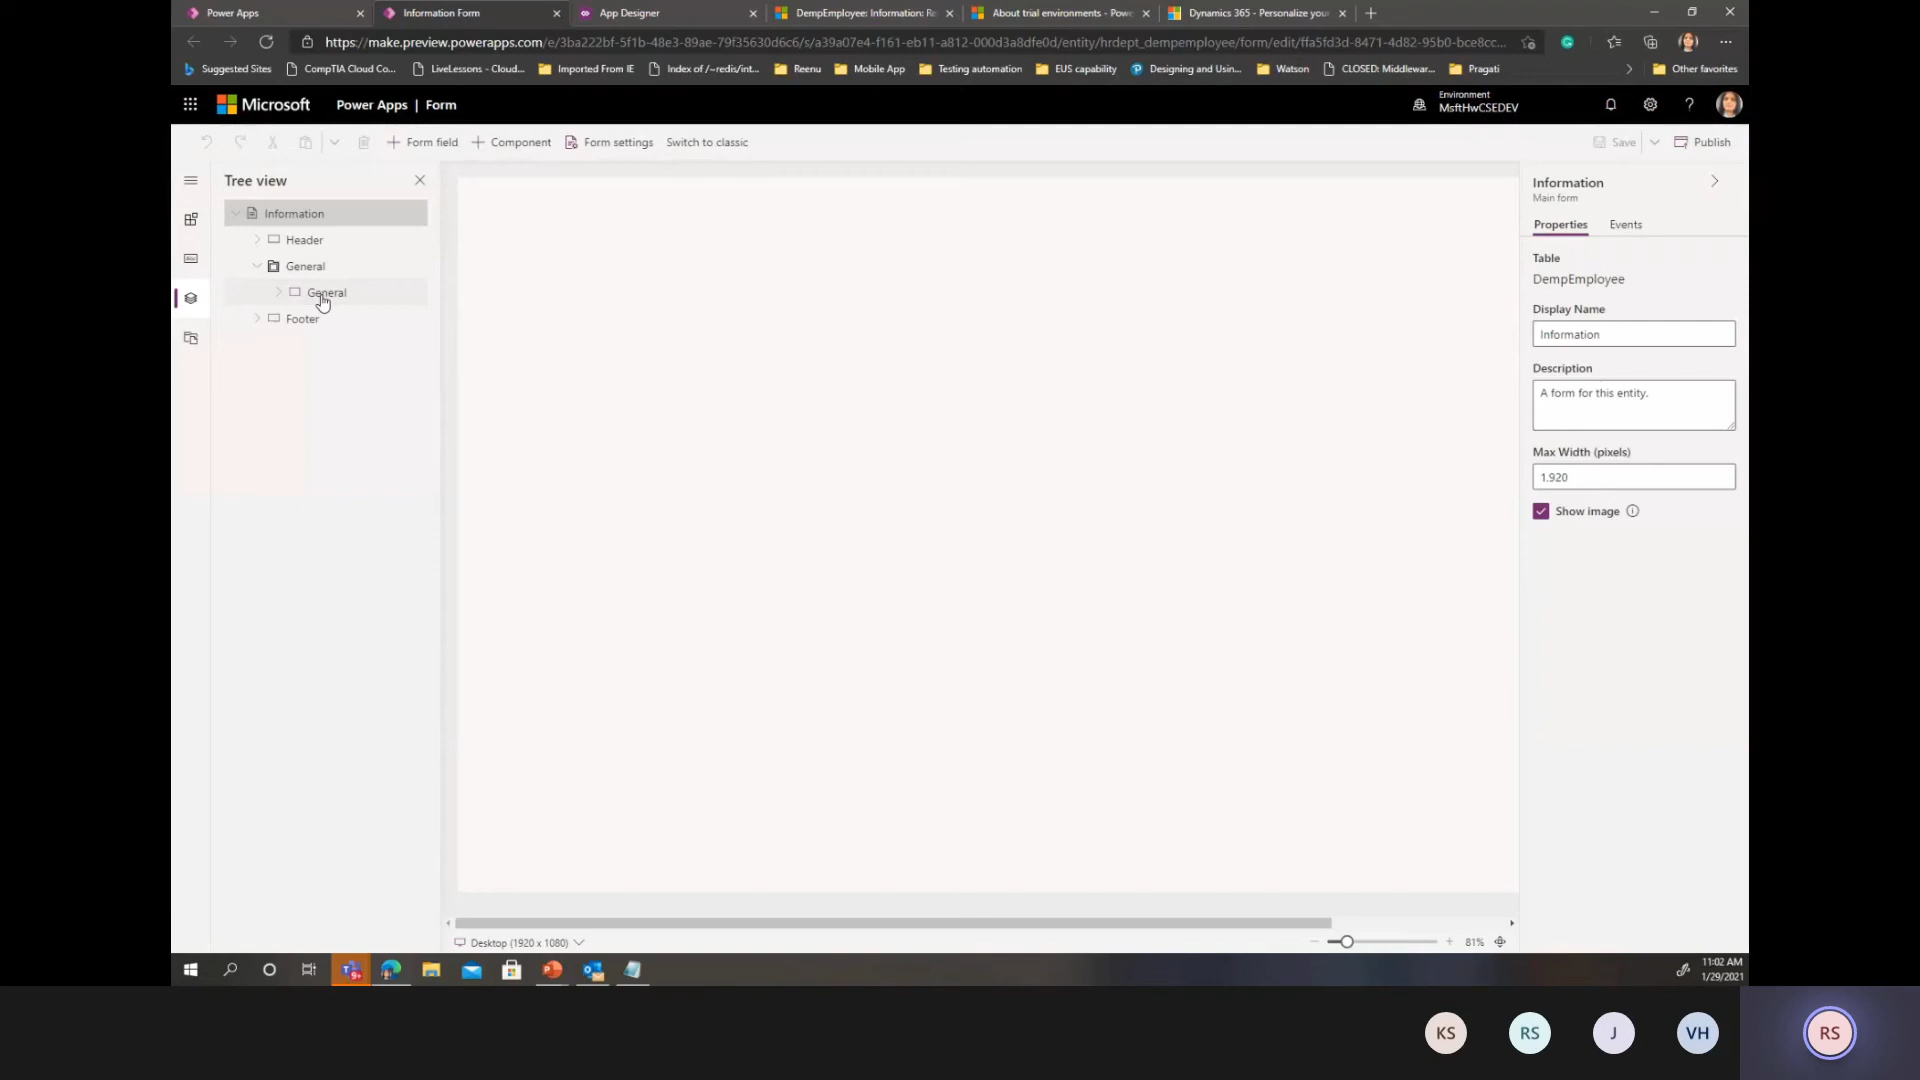 Power Apps
Information Form
App Designer
DempEmployee: Information: Re
About trial environments - Powe
Dynamics 365 - Personalize your
https://make.preview.powerapps.com/e/3ba222bf-5f1b-48e3-89ae-79f35630d6c6/s/a39a07e4-f161-eb11-a812-000d3a8dfe0d/entity/hrdept_dempemployee/form/edit/ffa5fd3d-8471-4d82-95b0-bce8cc...
Suggested Sites
CompTIA Cloud Co...
LiveLessons - Cloud...
Imported From IE
Index of /~redis/int...
Reenu
Mobile App
Testing automation
EUS capability
Designing and Usin...
Watson
CLOSED: Middlewar...
Pragati
Other favorites
Microsoft
Power Apps | Form
Environment
MsftHwCSEDEV
Form field
Component
Form settings
Switch to classic
Save
Publish
Tree view
Information
Header
General
General
Footer
Information
Main form
Properties
Events
Table
DempEmployee
Display Name
Information
Description
A form for this entity.
Max Width (pixels)
1.920
Show image
Desktop (1920 x 1080)
81%
11:02 AM
1/29/2021
KS
RS
J
VH
RS